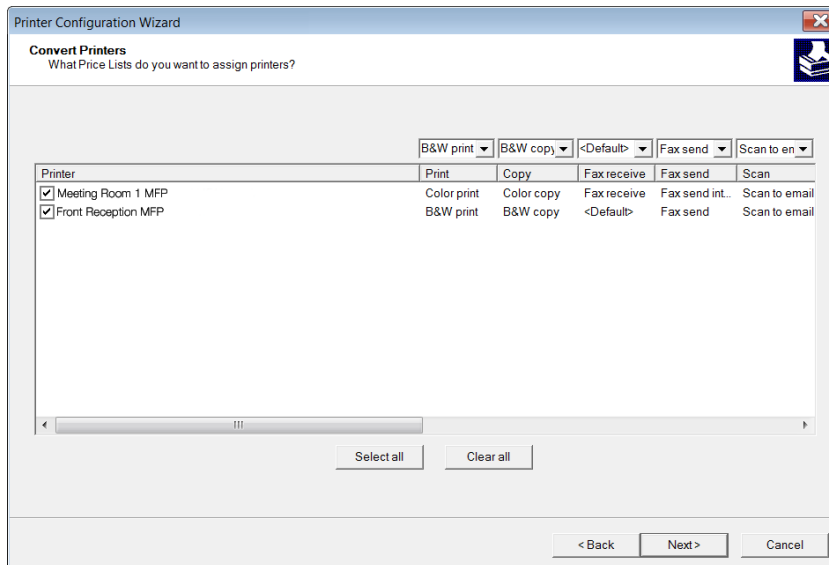 Printer Configuration Wizard
Convert Printers
What Price Lists do you want to assign printers?
B&W print B&W copy <Default> Fax send Scan to en
Printer Print Copy Fax receive Fax send Scan
Meeting Room 1 MFP Color print Color copy Fax receive Fax send int... Scan to email
Front Reception MFP B&W print B&W copy <Default> Fax send Scan to email
Select all Clear all
< Back Next > Cancel